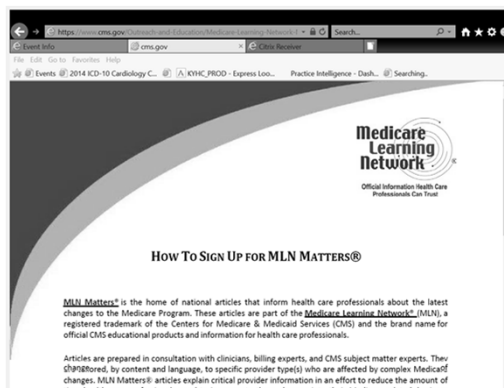 https://www.cms.gov/Outreach-and-Education/Medicare-Learning-Network-
Search...
Event Info
cms.gov
Citrix Receiver
File Edit Go to Favorites Help
Events
2014 ICD-10 Cardiology C...
KYHC_PROD - Express Loo...
Practice Intelligence - Dash...
Searching..
Medicare
Learning
Network
®
Official Information Health Care
Professionals Can Trust
HOW TO SIGN UP FOR MLN MATTERS®
MLN Matters® is the home of national articles that inform health care professionals about the latest
changes to the Medicare Program. These articles are part of the Medicare Learning Network® (MLN), a
registered trademark of the Centers for Medicare & Medicaid Services (CMS) and the brand name for
official CMS educational products and information for health care professionals.
Articles are prepared in consultation with clinicians, billing experts, and CMS subject matter experts. They
tored, by content and language, to specific provider type(s) who are affected by complex Medica
changes. MLN Matters® articles explain critical provider information in an effort to reduce the amount of